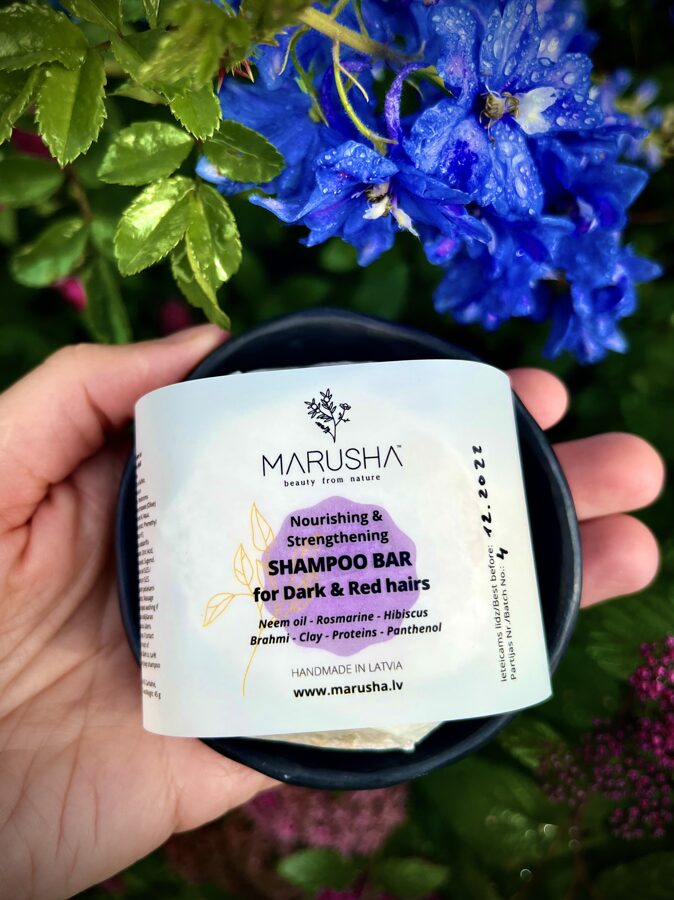 MARUSHA™
beauty from nature
Nourishing &
Strengthening
SHAMPOO BAR
for Dark & Red hairs
Neem oil - Rosmarine - Hibiscus
Brahmi - Clay - Proteins - Panthenol
HANDMADE IN LATVIA
www.marusha.lv
Ieteicams līdz/Best before: 12.2022
Partijas Nr./Batch No.: 4